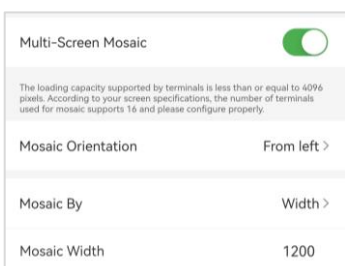 Multi-Screen Mosaic
The loading capacity supported by terminals is less than or equal to 4096
pixels. According to your screen specifications, the number of terminals
used for mosaic supports 16 and please configure properly.
Mosaic Orientation From left >
Mosaic By Width >
Mosaic Width 1200